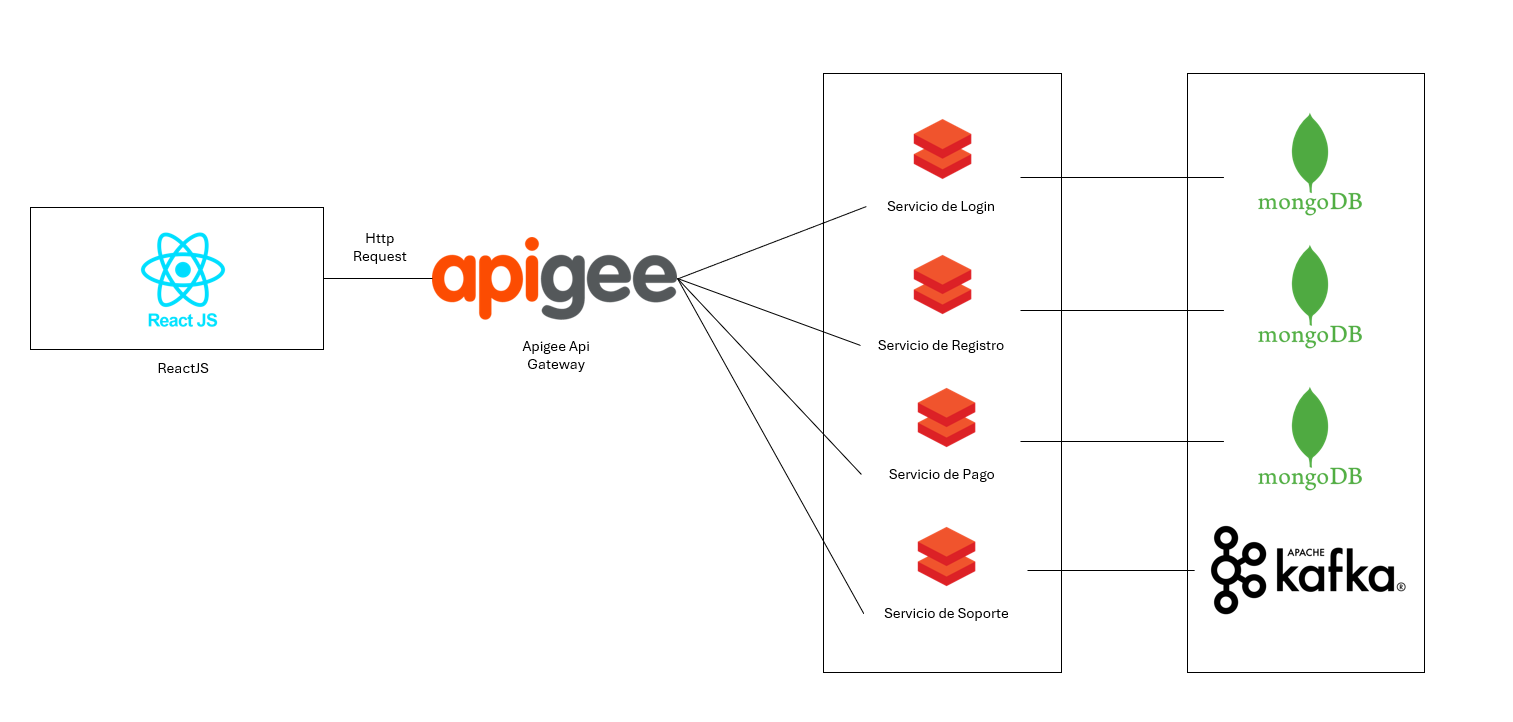 React JS
ReactJS
Http
Request
apigee
Apigee Api
Gateway
Servicio de Login
Servicio de Registro
Servicio de Pago
Servicio de Soporte
mongoDB
mongoDB
mongoDB
APACHE
kafka®